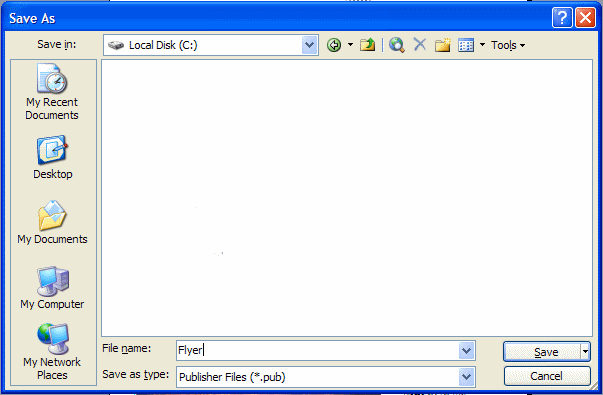 Save As
Save in:
Local Disk (C:)
Tools
My Recent
Documents
Desktop
My Documents
My Computer
My Network
Places
File name:
Flyer
Save
Save as type:
Publisher Files (*.pub)
Cancel